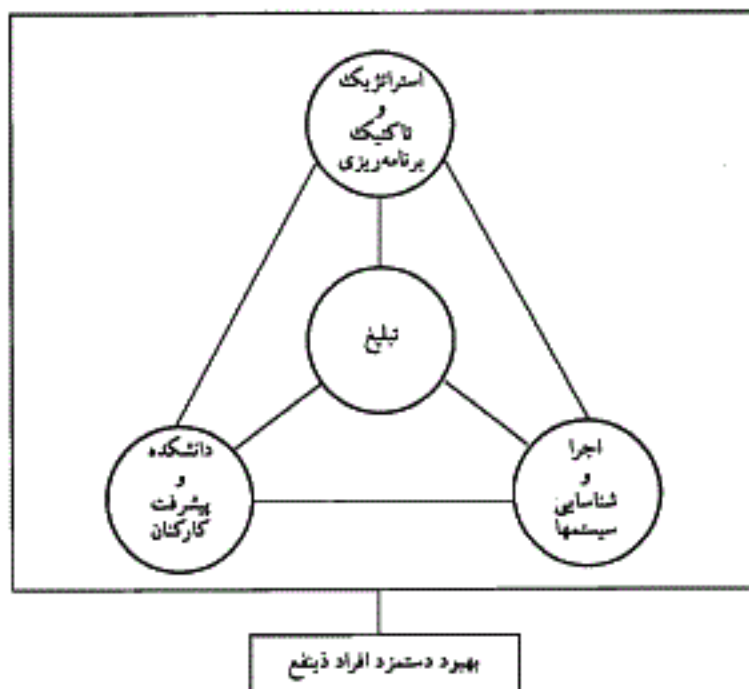 استراتژیک
و
تاکتیک
برنامه‌ریزی
تبلیغ
اجرا
و
شناسایی
سیستمها
دانشکده
و
پیشرفت
کارکنان
بهبود دستمزد افراد ذینفع